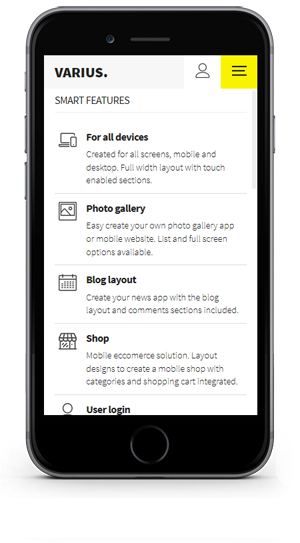 VARIUS.
SMART FEATURES
For all devices
Created for all screens, mobile and
desktop. Full width layout with touch
enabled sections.
Photo gallery
Easy create your own photo gallery app
or mobile website. List and full screen
options available.
Blog layout
Create your news app with the blog
layout and comments sections included.
Shop
Mobile eccomerce solution. Layout
designs to create a mobile shop with
categories and shopping cart integrated.
User login